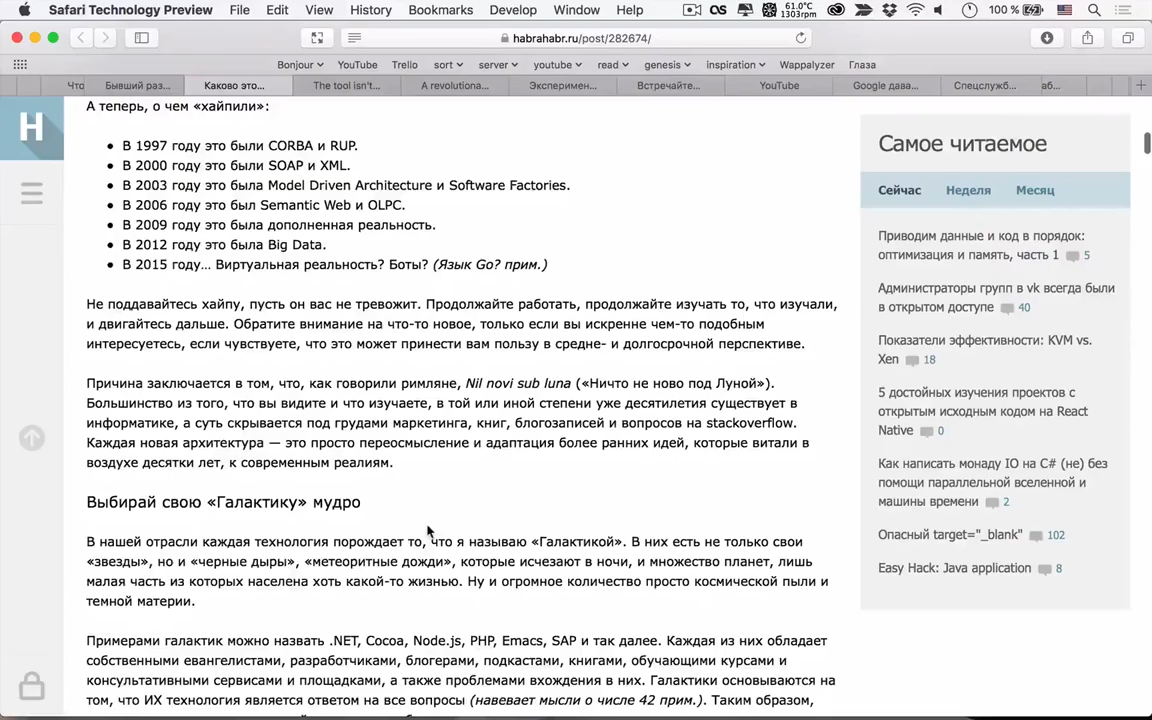 Safari Technology Preview File Edit View History Bookmarks Develop Window Help 61.0°C 1303rpm 100 %
habrahabr.ru/post/282674/
Bonjour YouTube Trello sort server youtube read genesis inspiration Wappalyzer Глаза
Что Бывший раз... Каково это... The tool isn't... A revolutiona... Эксперимен... Встречайте... YouTube Google дава... Спецслужб... аб...
А теперь, о чем «хайпили»:
• В 1997 году это были CORBA и RUP.
• В 2000 году это были SOAP и XML.
• В 2003 году это была Model Driven Architecture и Software Factories.
• В 2006 году это был Semantic Web и OLPC.
• В 2009 году это была дополненная реальность.
• В 2012 году это была Big Data.
• В 2015 году... Виртуальная реальность? Боты? (Язык Go? прим.)
Не поддавайтесь хайпу, пусть он вас не тревожит. Продолжайте работать, продолжайте изучать то, что изучали,
и двигайтесь дальше. Обратите внимание на что-то новое, только если вы искренне чем-то подобным
интересуетесь, если чувствуете, что это может принести вам пользу в средне- и долгосрочной перспективе.
Причина заключается в том, что, как говорили римляне, Nil novi sub luna («Ничто не ново под Луной»).
Большинство из того, что вы видите и что изучаете, в той или иной степени уже десятилетия существует в
информатике, а суть скрывается под грудами маркетинга, книг, блогозаписей и вопросов на stackoverflow.
Каждая новая архитектура — это просто переосмысление и адаптация более ранних идей, которые витали в
воздухе десятки лет, к современным реалиям.
Выбирай свою «Галактику» мудро
В нашей отрасли каждая технология порождает то, что я называю «Галактикой». В них есть не только свои
«звезды», но и «черные дыры», «метеоритные дожди», которые исчезают в ночи, и множество планет, лишь
малая часть из которых населена хоть какой-то жизнью. Ну и огромное количество просто космической пыли и
темной материи.
Примерами галактик можно назвать .NET, Cocoa, Node.js, PHP, Emacs, SAP и так далее. Каждая из них обладает
собственными евангелистами, разработчиками, блогерами, подкастами, книгами, обучающими курсами и
консультативными сервисами и площадками, а также проблемами вхождения в них. Галактики основываются на
том, что ИХ технология является ответом на все вопросы (навевает мысли о числе 42 прим.). Таким образом,
Самое читаемое
Сейчас Неделя Месяц
Приводим данные и код в порядок:
оптимизация и память, часть 1 5
Администраторы групп в vk всегда были
в открытом доступе 40
Показатели эффективности: KVM vs.
Xen 18
5 достойных изучения проектов с
открытым исходным кодом на React
Native 0
Как написать монаду IO на C# (не) без
помощи параллельной вселенной и
машины времени 2
Опасный target="_blank" 102
Easy Hack: Java application 8